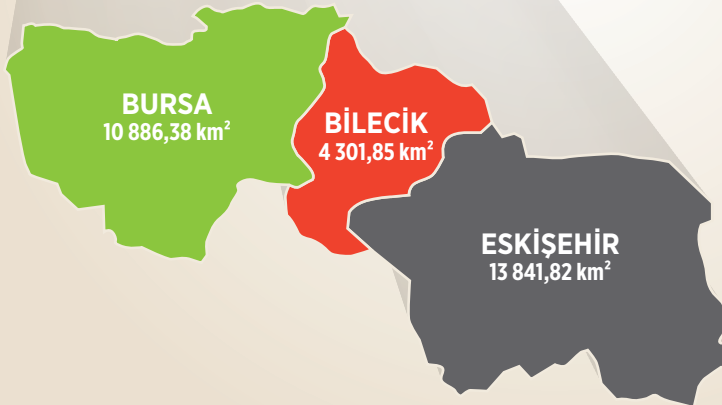 BURSA
10 886,38 km²
BİLECİK
4 301,85 km²
ESKİŞEHİR
13 841,82 km²